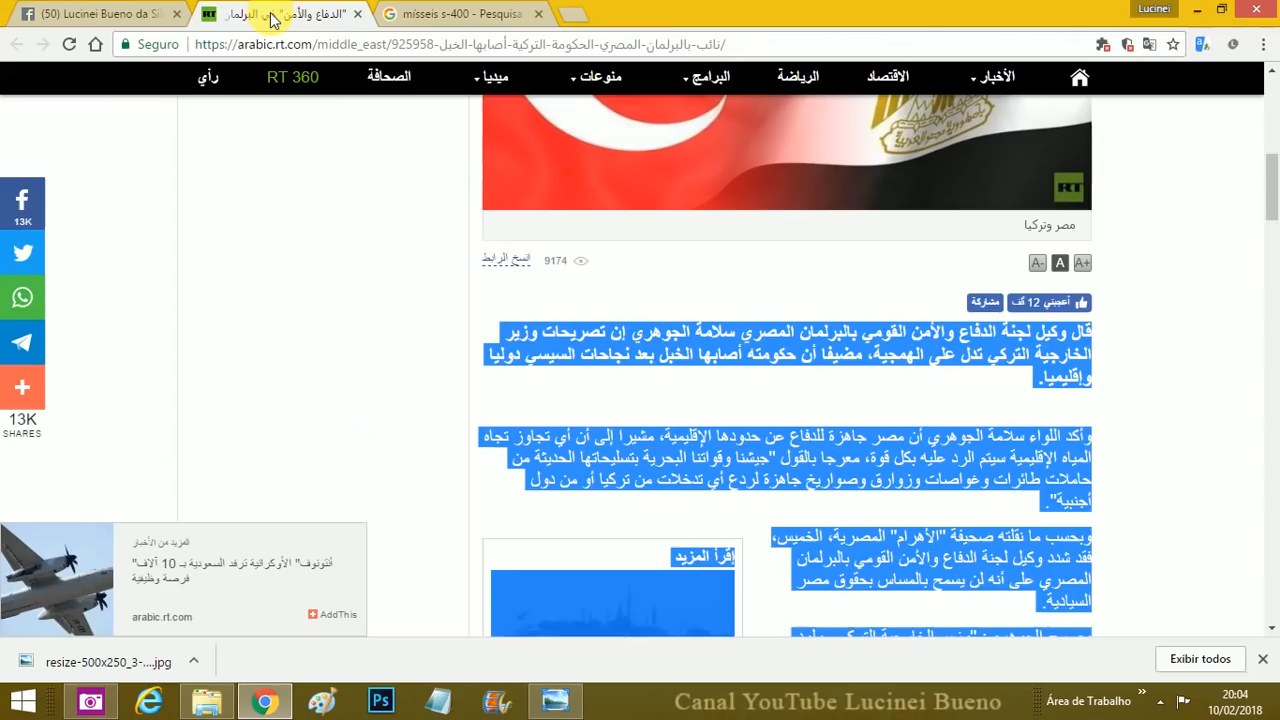 (50) Lucinei Bueno da Sil
"الدفاع والأمن" في البرلمان
mísseis s-400 - Pesquisa
Lucinei
Seguro
https://arabic.rt.com/middle_east/925958-نائب-بالبرلمان-المصري-الحكومة-التركية-أصابها-الخبل/
الأخبار
الاقتصاد
الرياضة
البرامج
منوعات
ميديا
الصحافة
RT 360
رأي
RT
مصر وتركيا
انسخ الرابط
9174
A-
A
A+
أعجبني 12 ألف
مشاركة
13K
قال وكيل لجنة الدفاع والأمن القومي بالبرلمان المصري سلامة الجوهري إن تصريحات وزير
الخارجية التركي تدل على الهمجية، مضيفا أن حكومته أصابها الخبل بعد نجاحات السيسي دوليا
وإقليميا.
13K
SHARES
وأكد اللواء سلامة الجوهري أن مصر جاهزة للدفاع عن حدودها الإقليمية، مشيرا إلى أن أي تجاوز تجاه
المياه الإقليمية سيتم الرد عليه بكل قوة، معرجا بالقول "جيشنا وقواتنا البحرية بتسليحاتها الحديثة من
حاملات طائرات وغواصات وزوارق وصواريخ جاهزة لردع أي تدخلات من تركيا أو من دول
أجنبية".
وبحسب ما نقلته صحيفة "الأهرام" المصرية، الخميس،
فقد شدد وكيل لجنة الدفاع والأمن القومي بالبرلمان
المصري على أنه لن يسمح بالمساس بحقوق مصر
السيادية.
إقرأ المزيد
المزيد من الأخبار
"أنتونوف" الأوكرانية ترفد السعودية بـ 10 آلاف
فرصة وظيفية
AddThis
arabic.rt.com
resize-500x250_3-....jpg
Exibir todos
Canal YouTube Lucinei Bueno
Área de Trabalho
20:04
10/02/2018